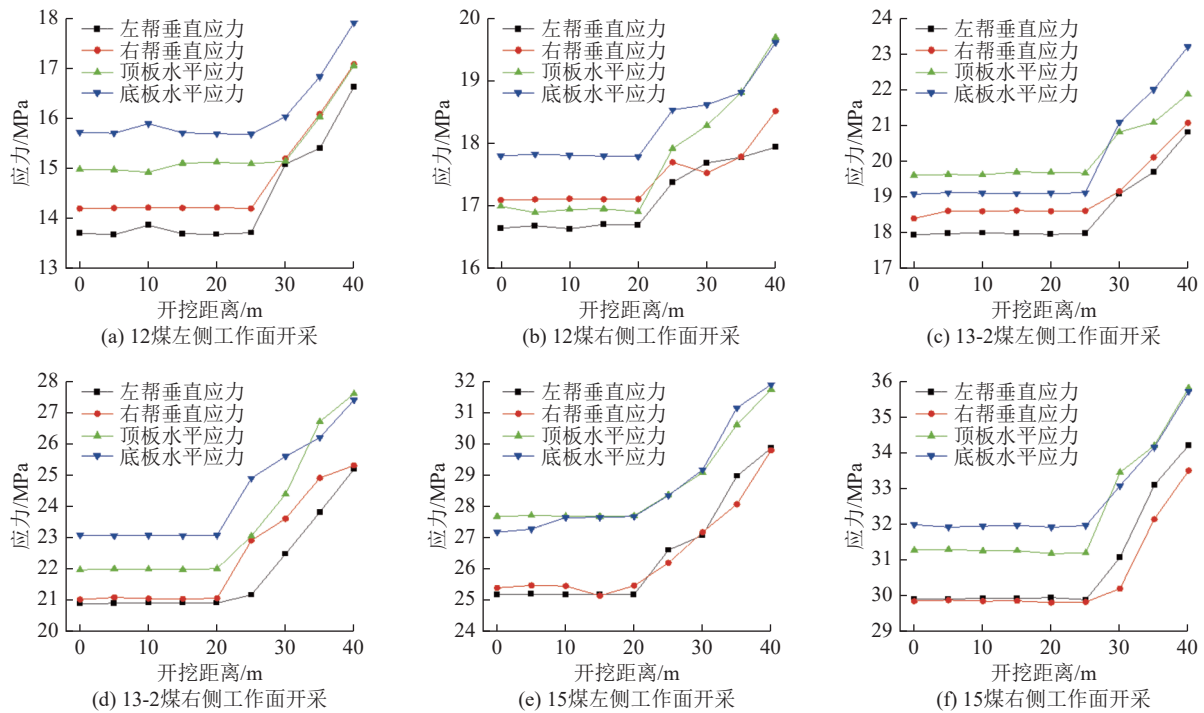 18
17
16
15
14
13
应力/MPa
左帮垂直应力
右帮垂直应力
顶板水平应力
底板水平应力
0 10 20 30 40
开挖距离/m
(a) 12煤左侧工作面开采
20
19
18
17
16
应力/MPa
左帮垂直应力
右帮垂直应力
顶板水平应力
底板水平应力
0 10 20 30 40
开挖距离/m
(b) 12煤右侧工作面开采
24
23
22
21
20
19
18
17
应力/MPa
左帮垂直应力
右帮垂直应力
顶板水平应力
底板水平应力
0 10 20 30 40
开挖距离/m
(c) 13-2煤左侧工作面开采
28
27
26
25
24
23
22
21
20
应力/MPa
左帮垂直应力
右帮垂直应力
顶板水平应力
底板水平应力
0 10 20 30 40
开挖距离/m
(d) 13-2煤右侧工作面开采
32
31
30
29
28
27
26
25
24
应力/MPa
左帮垂直应力
右帮垂直应力
顶板水平应力
底板水平应力
0 10 20 30 40
开挖距离/m
(e) 15煤左侧工作面开采
36
35
34
33
32
31
30
29
应力/MPa
左帮垂直应力
右帮垂直应力
顶板水平应力
底板水平应力
0 10 20 30 40
开挖距离/m
(f) 15煤右侧工作面开采